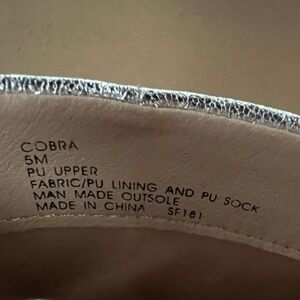 COBRA
5M
PU UPPER
FABRIC/PU LINING AND PU SOCK
MAN MADE OUTSOLE
MADE IN CHINA SF181